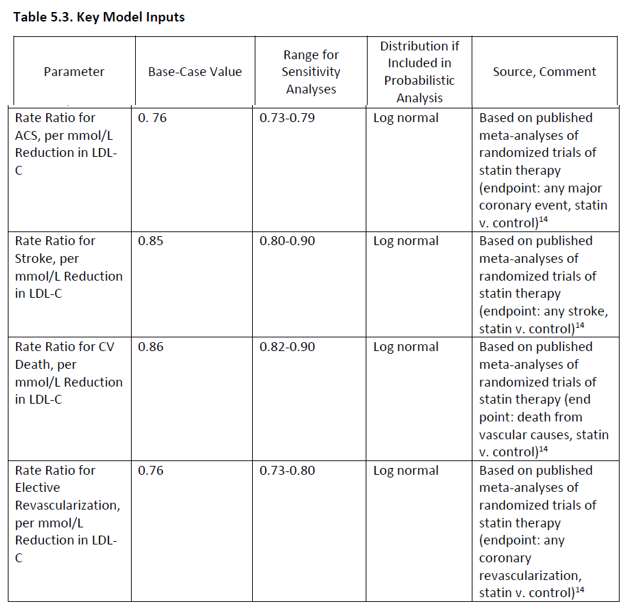 Table 5.3. Key Model Inputs
Parameter
Base-Case Value
Range for
Sensitivity
Analyses
Distribution if
Included in
Probabilistic
Analysis
Source, Comment
Rate Ratio for
ACS, per mmol/L
Reduction in LDL-
C
0. 76
0.73-0.79
Log normal
Based on published
meta-analyses of
randomized trials of
statin therapy
(endpoint: any major
coronary event, statin
v. control)14
Rate Ratio for
Stroke, per
mmol/L Reduction
in LDL-C
0.85
0.80-0.90
Log normal
Based on published
meta-analyses of
randomized trials of
statin therapy
(endpoint: any stroke,
statin v. control)14
Rate Ratio for CV
Death, per
mmol/L Reduction
in LDL-C
0.86
0.82-0.90
Log normal
Based on published
meta-analyses of
randomized trials of
statin therapy (end
point: death from
vascular causes, statin
v. control)14
Rate Ratio for
Elective
Revascularization,
per mmol/L
Reduction in LDL-
C
0.76
0.73-0.80
Log normal
Based on published
meta-analyses of
randomized trials of
statin therapy
(endpoint: any
coronary
revascularization,
statin v. control)14